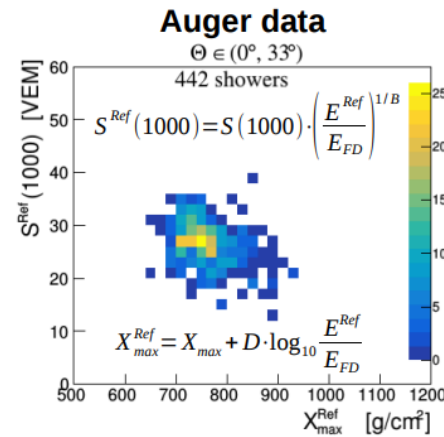 Auger data
Θ ∈ (0°, 33°)
442 showers
S^Ref(1000) [VEM]
S^Ref(1000)=S(1000)·(E^Ref/E_FD)^1/B
X_max^Ref = X_max + D·log_10 E^Ref/E_FD
60
50
40
30
20
10
0
500 600 700 800 900 1000 1100 1200
X_max^Ref [g/cm²]
25
20
15
10
5
0